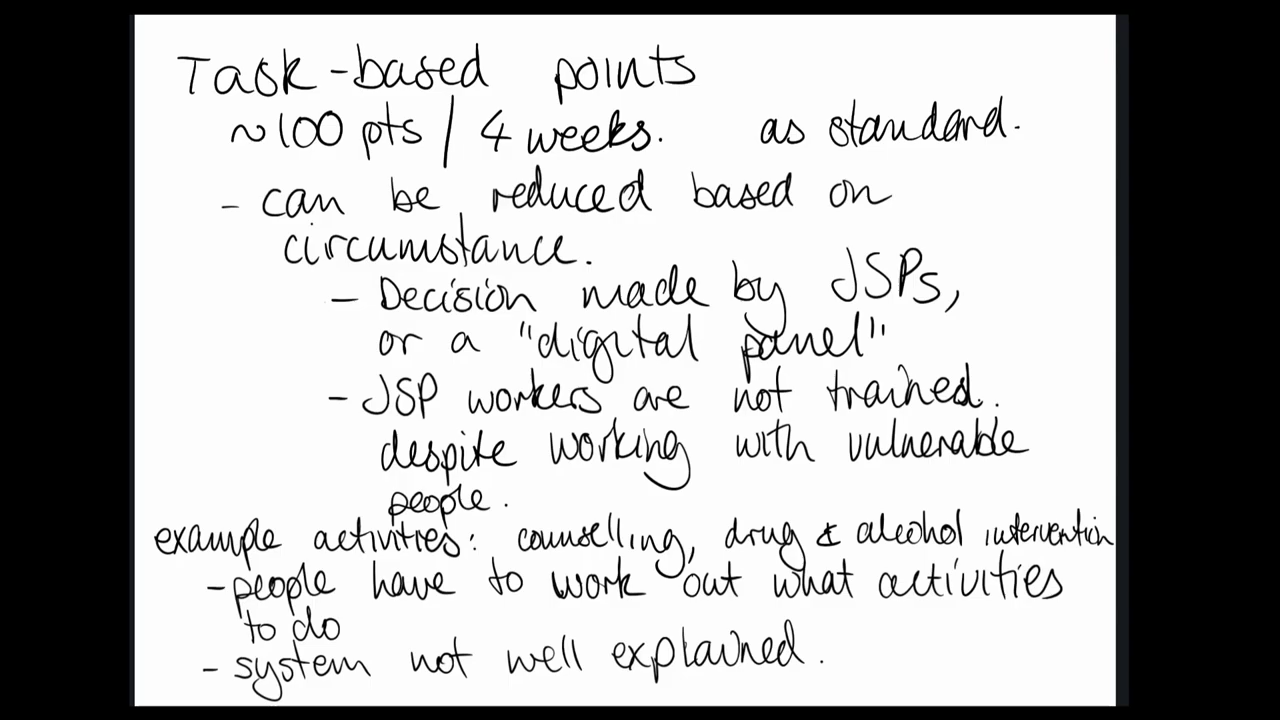 Task-based points
~100 pts / 4 weeks. as standard.
- can be reduced based on
circumstance.
- Decision made by JSPs,
or a "digital panel"
- JSP workers are not trained.
despite working with vulnerable
people.
example activities: counselling, drug & alcohol intervention
- people have to work out what activities
to do
- system not well explained.